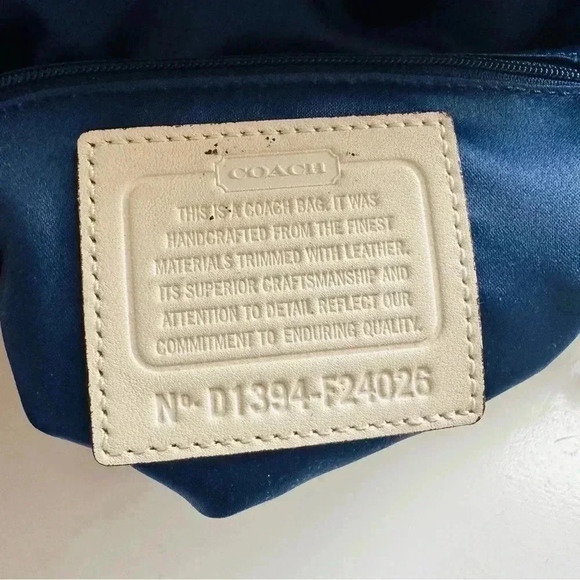 COACH
THIS IS A COACH BAG. IT WAS
HANDCRAFTED FROM THE FINEST
MATERIALS TRIMMED WITH LEATHER.
ITS SUPERIOR CRAFTSMANSHIP AND
ATTENTION TO DETAIL REFLECT OUR
COMMITMENT TO ENDURING QUALITY.
Nº D1394-F24026